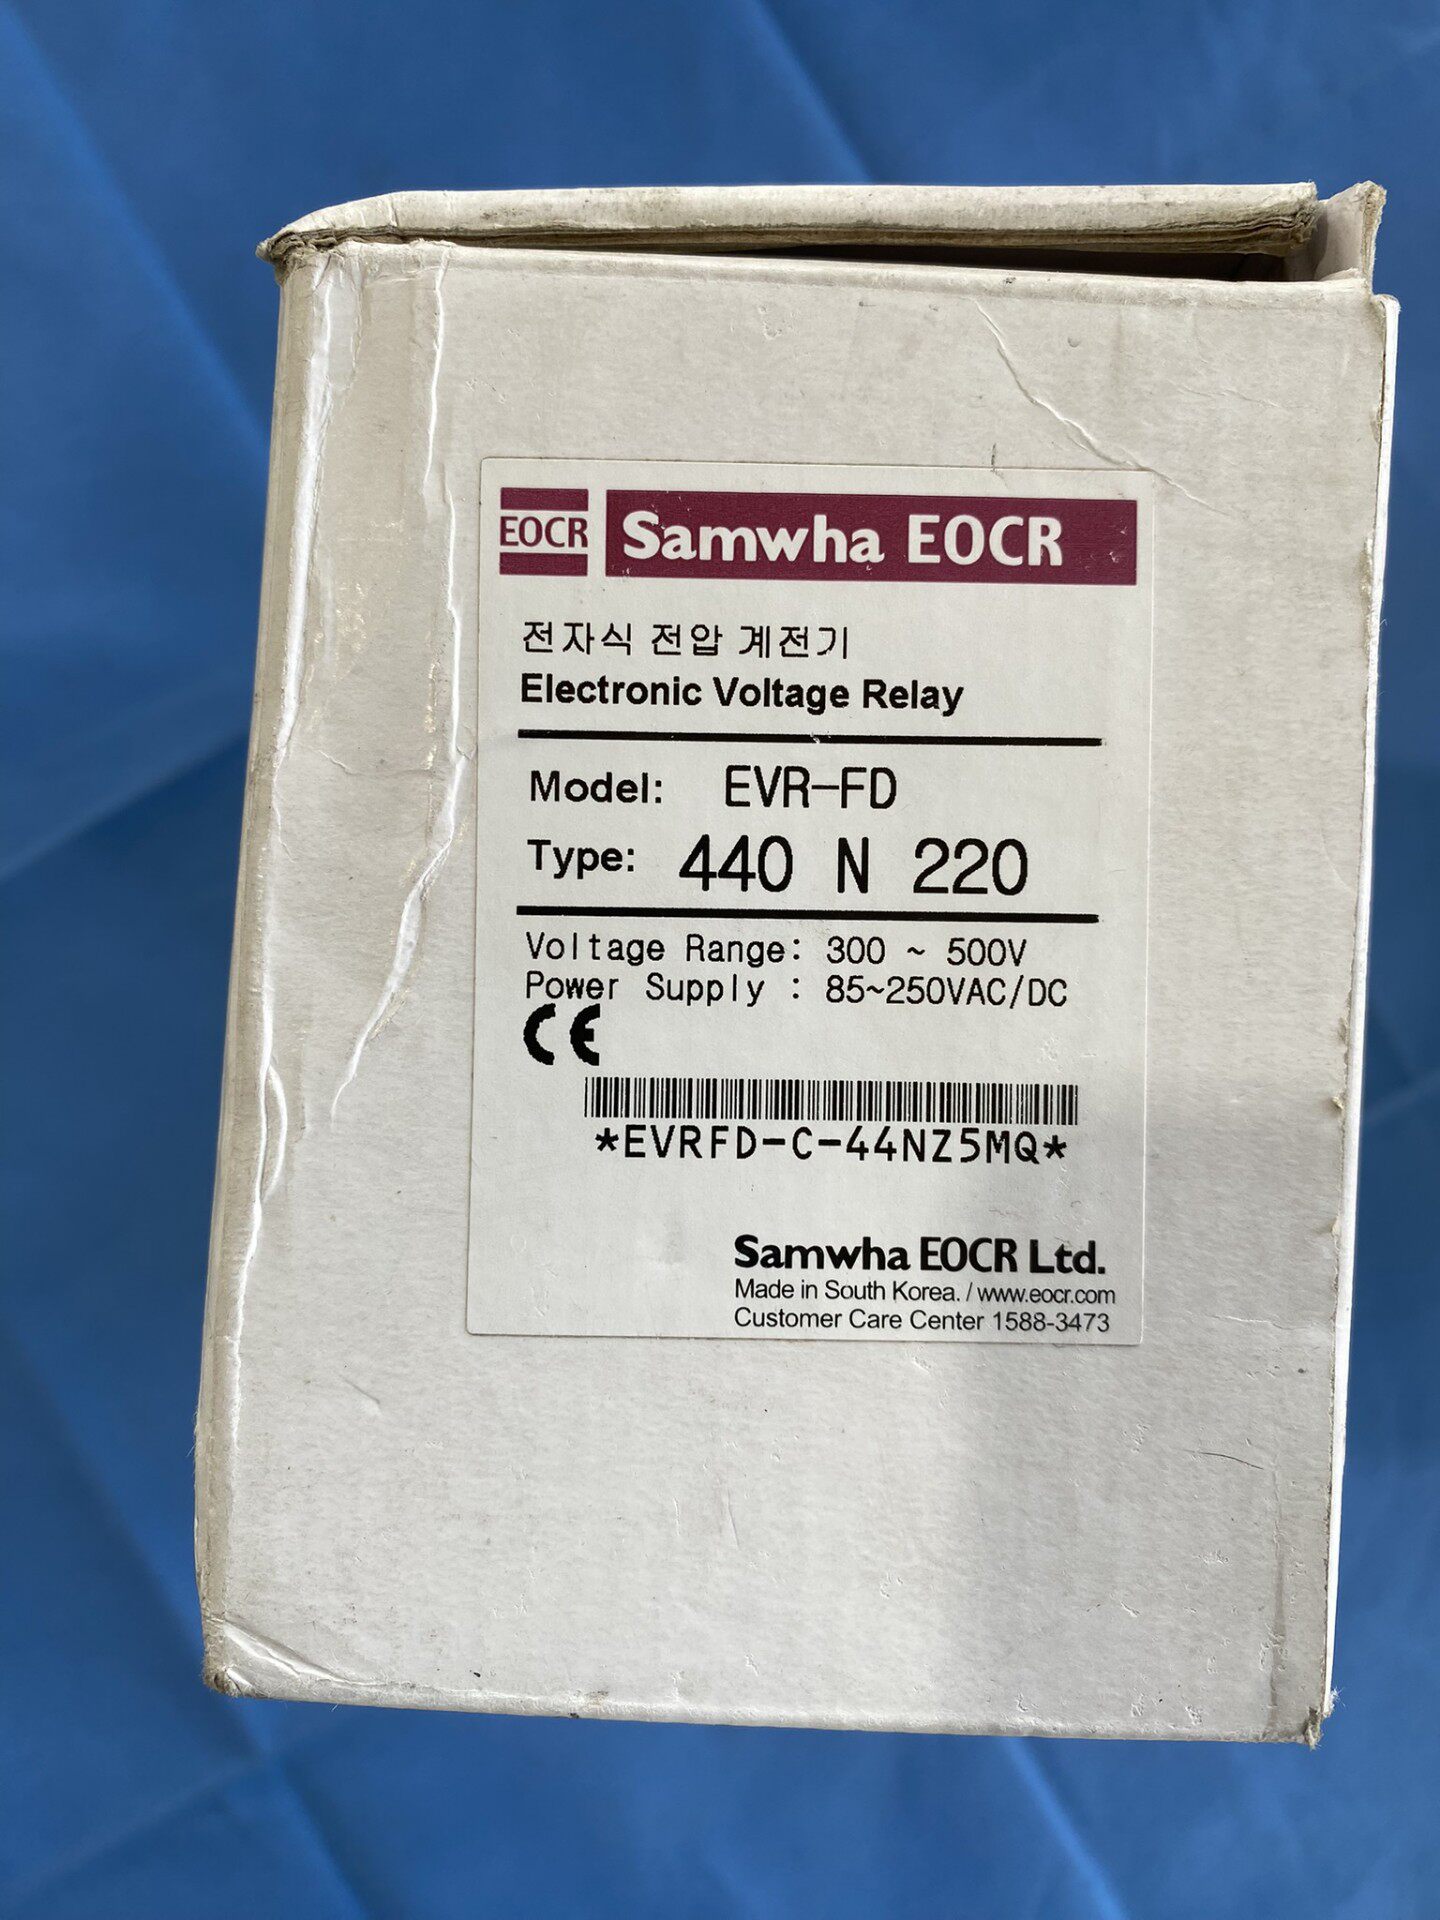 EOCR Samwha EOCR
전자식 전압 계전기
Electronic Voltage Relay
Model: EVR-FD
Type: 440 N 220
Voltage Range: 300 ~ 500V
Power Supply : 85~250VAC/DC
CE
*EVRFD-C-44NZ5MQ*
Samwha EOCR Ltd.
Made in South Korea. / www.eocr.com
Customer Care Center 1588-3473